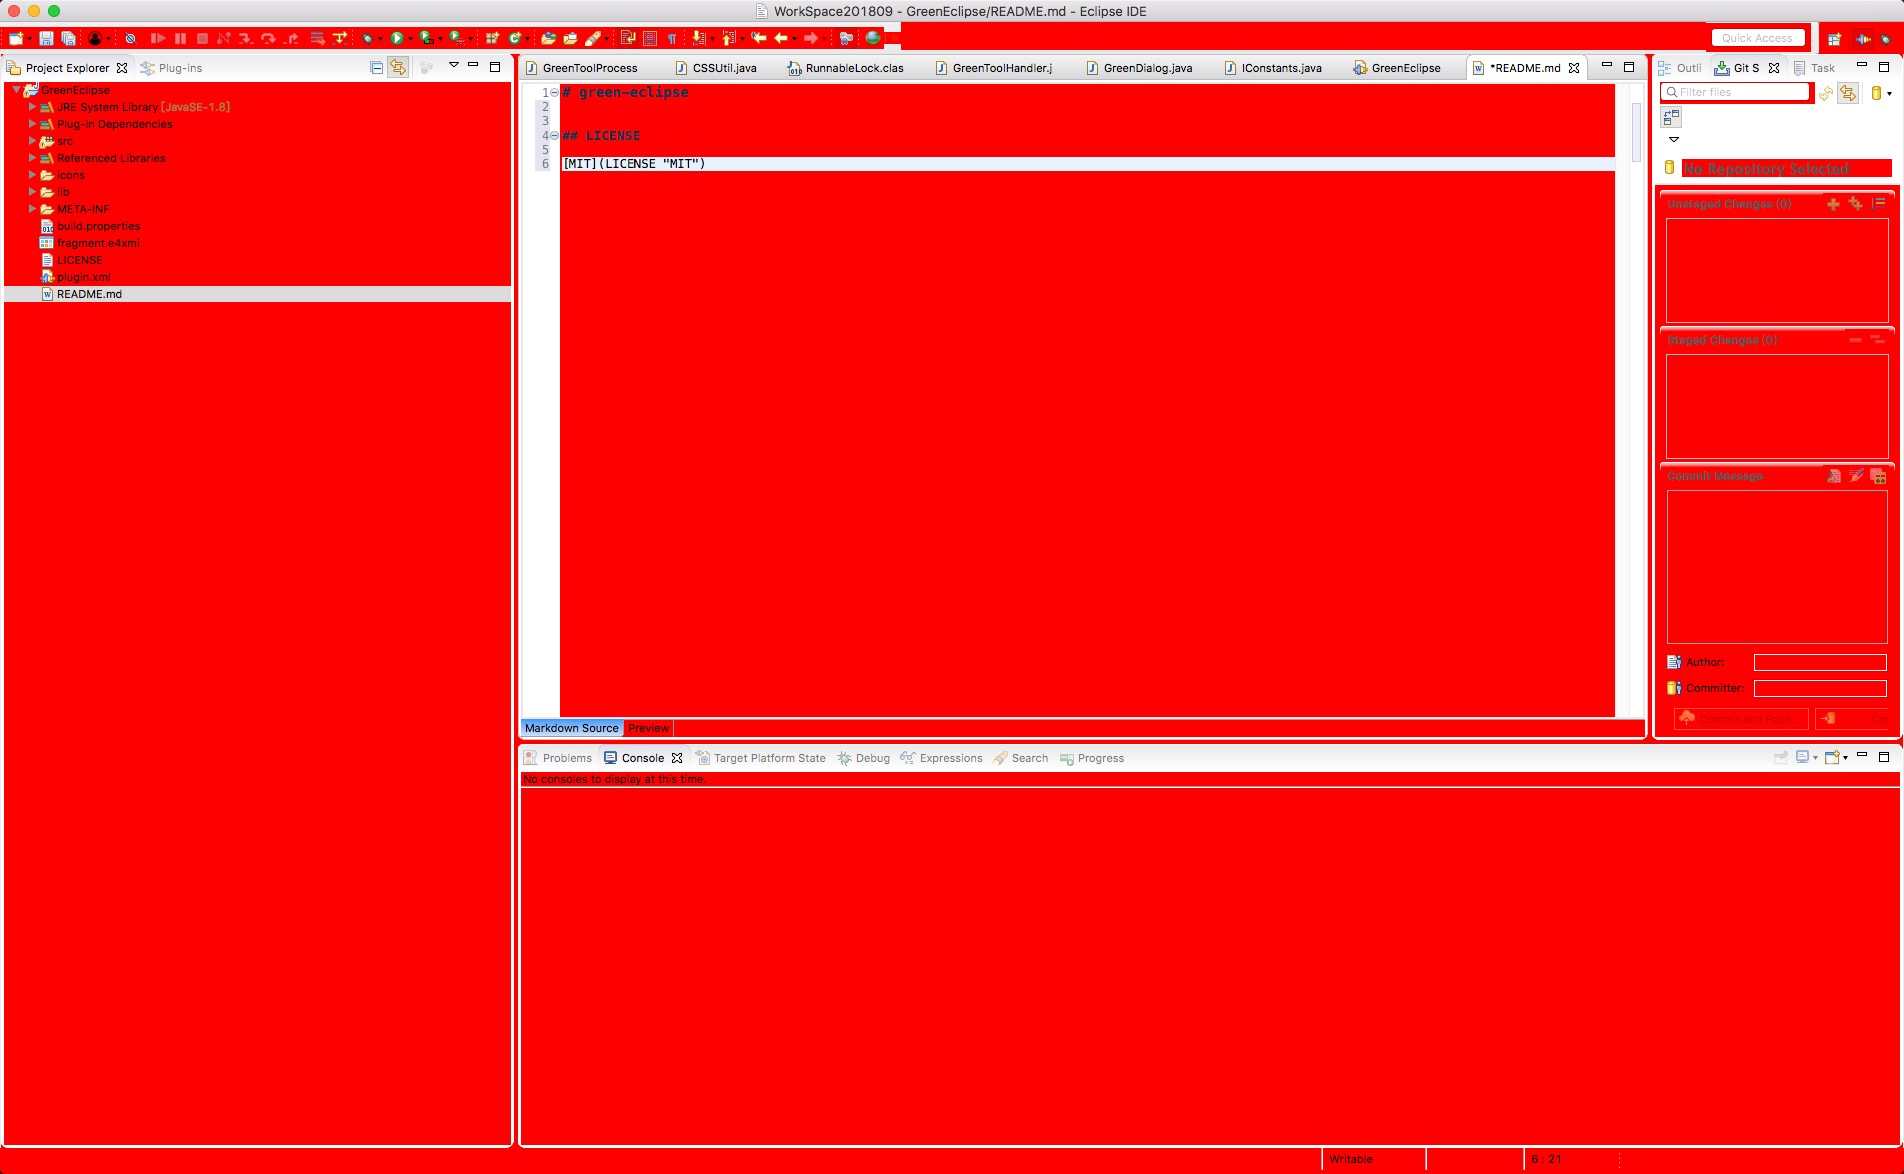 WorkSpace201809 - GreenEclipse/README.md - Eclipse IDE
Quick Access
Project Explorer
Plug-ins
GreenEclipse
JRE System Library [JavaSE-1.8]
Plug-in Dependencies
src
Referenced Libraries
icons
lib
META-INF
build.properties
fragment.e4xmi
LICENSE
plugin.xml
README.md
GreenToolProcess
CSSUtil.java
RunnableLock.clas
GreenToolHandler.j
GreenDialog.java
IConstants.java
GreenEclipse
*README.md
1 # green-eclipse
2
3
4 ## LICENSE
5
6 [MIT](LICENSE "MIT")
Markdown Source Preview
Outli
Git S
Task
Filter files
No Repository Selected
Unstaged Changes (0)
Staged Changes (0)
Commit Message
Author:
Committer:
Commit and Push...
Problems
Console
Target Platform State
Debug
Expressions
Search
Progress
No consoles to display at this time.
Writable
6 : 21